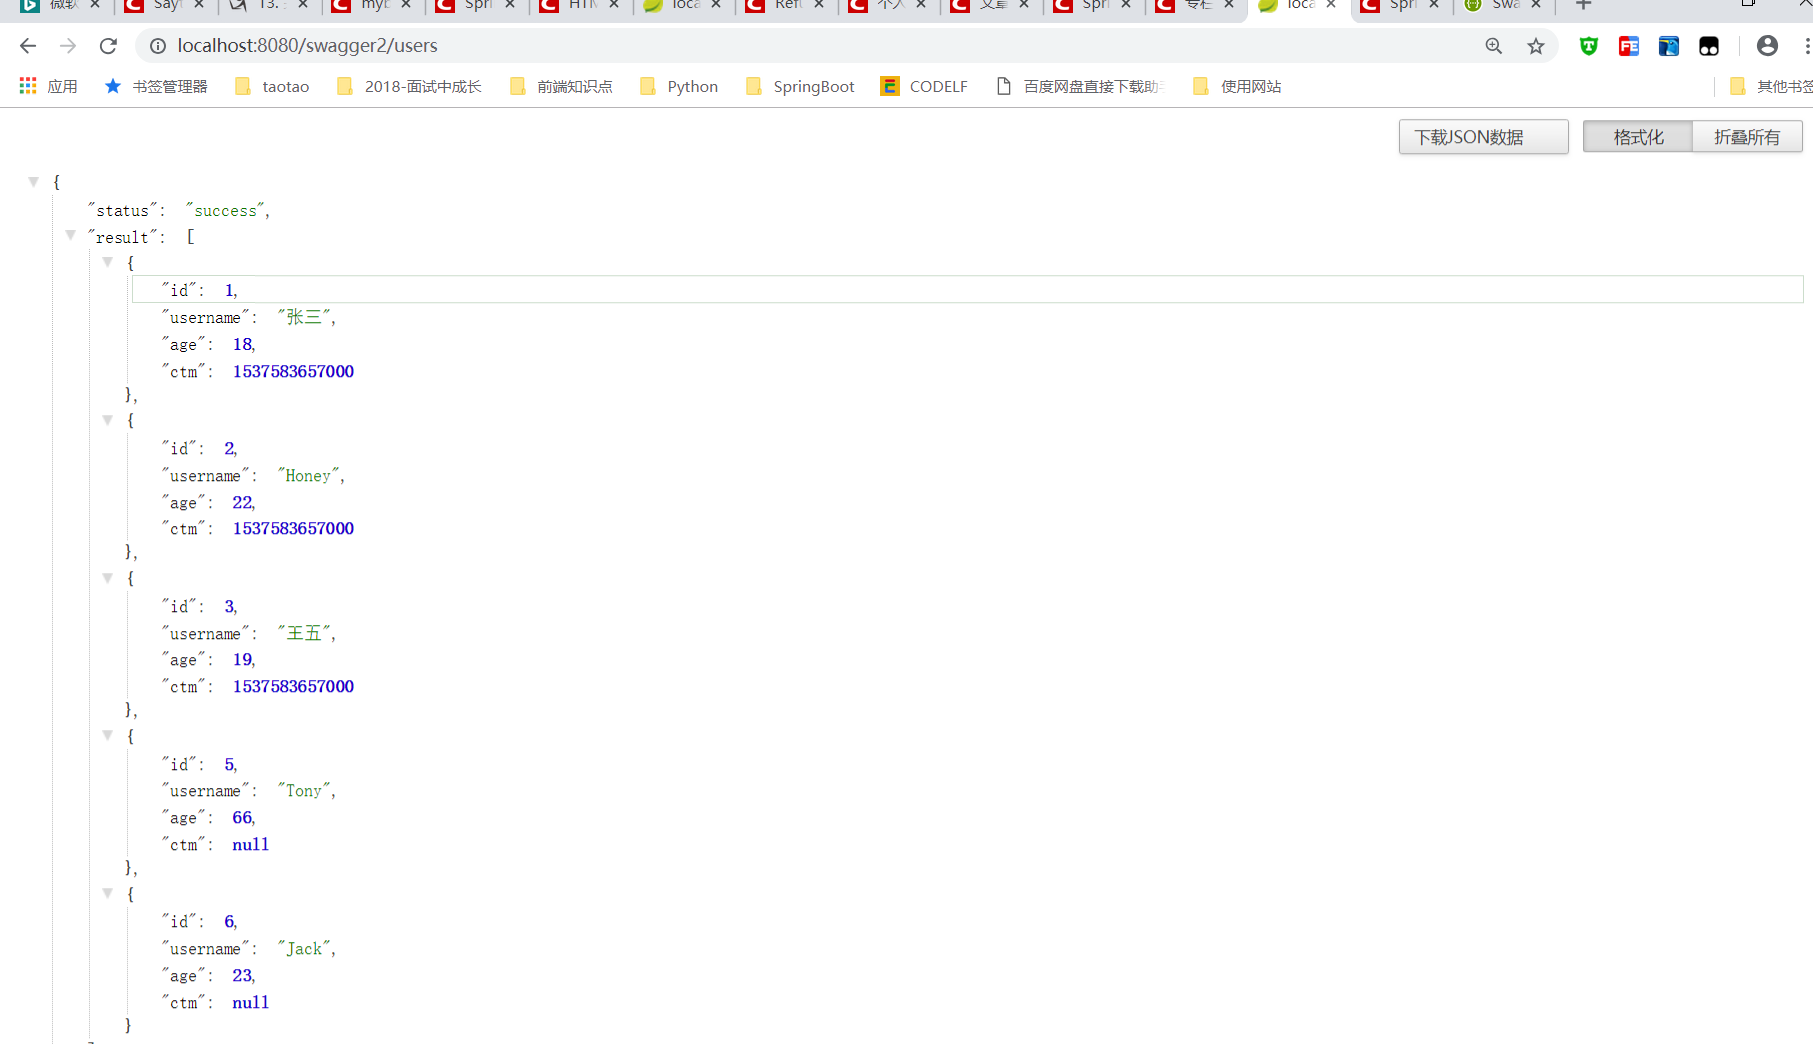 微软
Sayt
13.
myb
Spri
HTM
loca
Refu
个人
文章
Spri
专栏
loca
Spri
Swa
localhost:8080/swagger2/users
应用 书签管理器 taotao 2018-面试中成长 前端知识点 Python SpringBoot CODELF 百度网盘直接下载助 使用网站 其他书签
下载JSON数据 格式化 折叠所有
{
"status": "success",
"result": [
{
"id": 1,
"username": "张三",
"age": 18,
"ctm": 1537583657000
},
{
"id": 2,
"username": "Honey",
"age": 22,
"ctm": 1537583657000
},
{
"id": 3,
"username": "王五",
"age": 19,
"ctm": 1537583657000
},
{
"id": 5,
"username": "Tony",
"age": 66,
"ctm": null
},
{
"id": 6,
"username": "Jack",
"age": 23,
"ctm": null
}